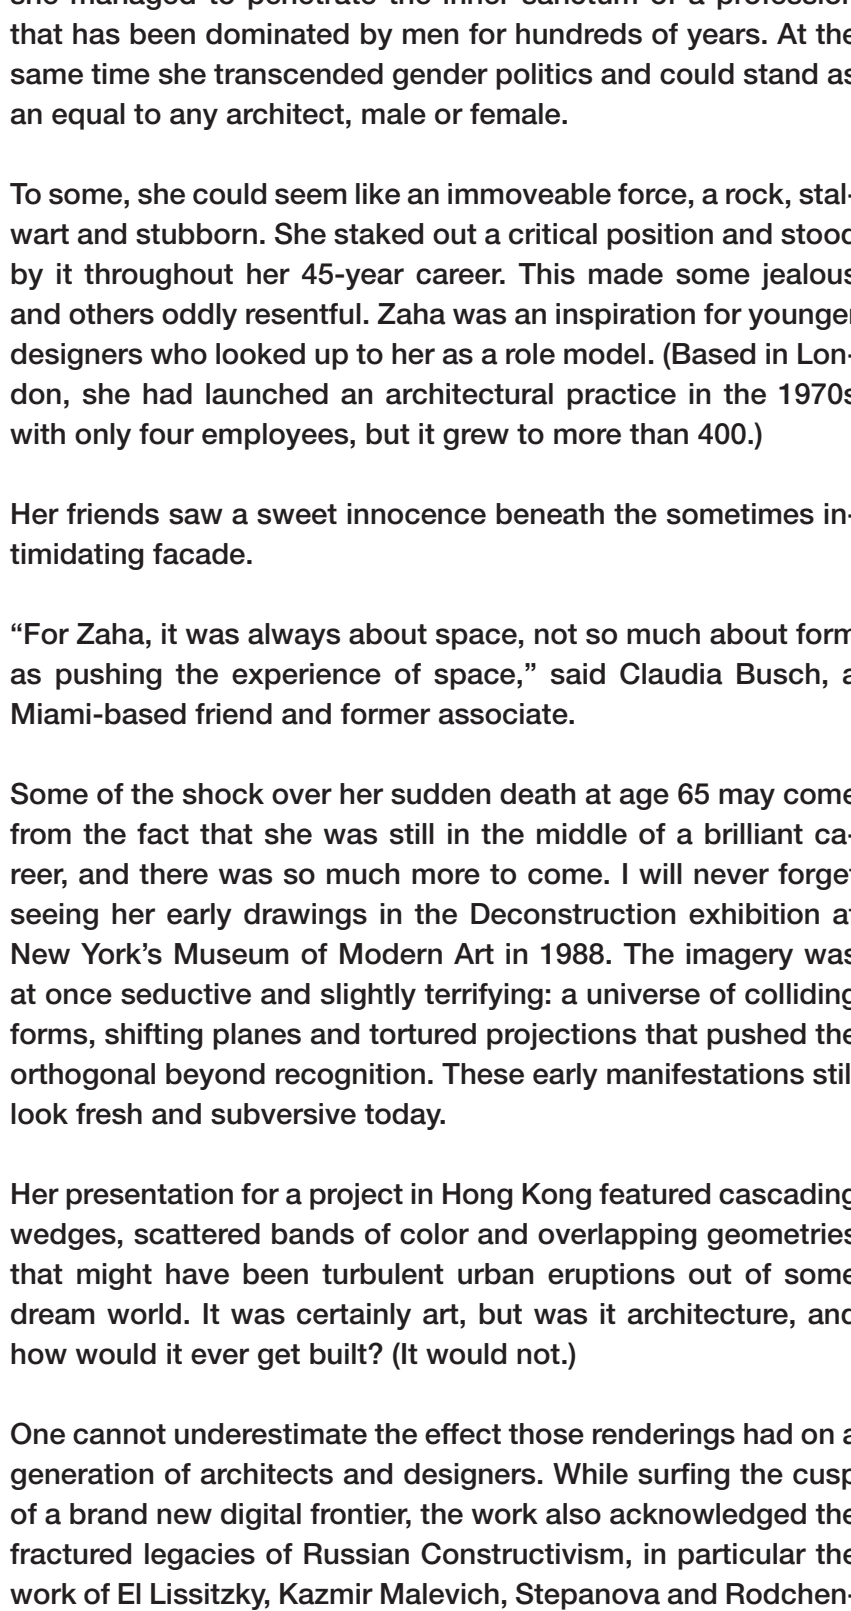 she managed to penetrate the inner sanctum of a profession
that has been dominated by men for hundreds of years. At the
same time she transcended gender politics and could stand as
an equal to any architect, male or female.
To some, she could seem like an immoveable force, a rock, stal-
wart and stubborn. She staked out a critical position and stood
by it throughout her 45-year career. This made some jealous
and others oddly resentful. Zaha was an inspiration for younger
designers who looked up to her as a role model. (Based in Lon-
don, she had launched an architectural practice in the 1970s
with only four employees, but it grew to more than 400.)
Her friends saw a sweet innocence beneath the sometimes in-
timidating facade.
“For Zaha, it was always about space, not so much about form
as pushing the experience of space,” said Claudia Busch, a
Miami-based friend and former associate.
Some of the shock over her sudden death at age 65 may come
from the fact that she was still in the middle of a brilliant ca-
reer, and there was so much more to come. I will never forget
seeing her early drawings in the Deconstruction exhibition at
New York’s Museum of Modern Art in 1988. The imagery was
at once seductive and slightly terrifying: a universe of colliding
forms, shifting planes and tortured projections that pushed the
orthogonal beyond recognition. These early manifestations still
look fresh and subversive today.
Her presentation for a project in Hong Kong featured cascading
wedges, scattered bands of color and overlapping geometries
that might have been turbulent urban eruptions out of some
dream world. It was certainly art, but was it architecture, and
how would it ever get built? (It would not.)
One cannot underestimate the effect those renderings had on a
generation of architects and designers. While surfing the cusp
of a brand new digital frontier, the work also acknowledged the
fractured legacies of Russian Constructivism, in particular the
work of El Lissitzky, Kazmir Malevich, Stepanova and Rodchen-